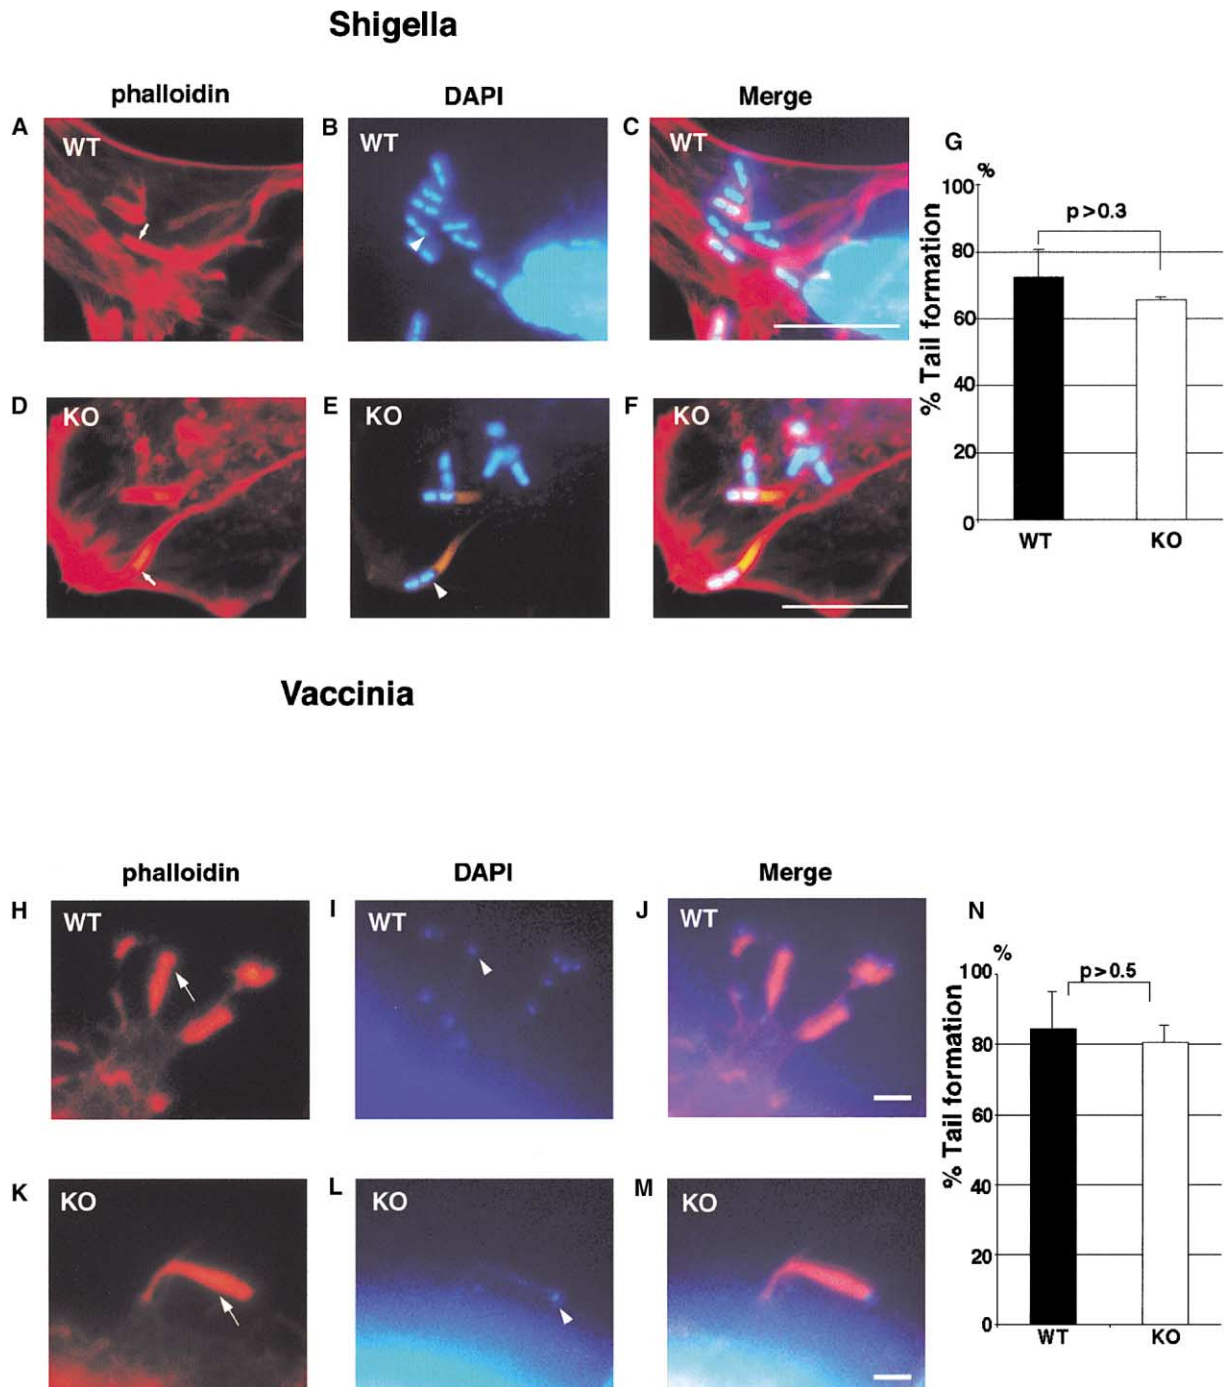 Shigella
phalloidin DAPI Merge
A WT B WT C WT G
%
100
80
60
40
20
0
% Tail formation
p>0.3
WT KO
D KO E KO F KO
Vaccinia
phalloidin DAPI Merge
H WT I WT J WT N
%
100
80
60
40
20
0
% Tail formation
p>0.5
WT KO
K KO L KO M KO